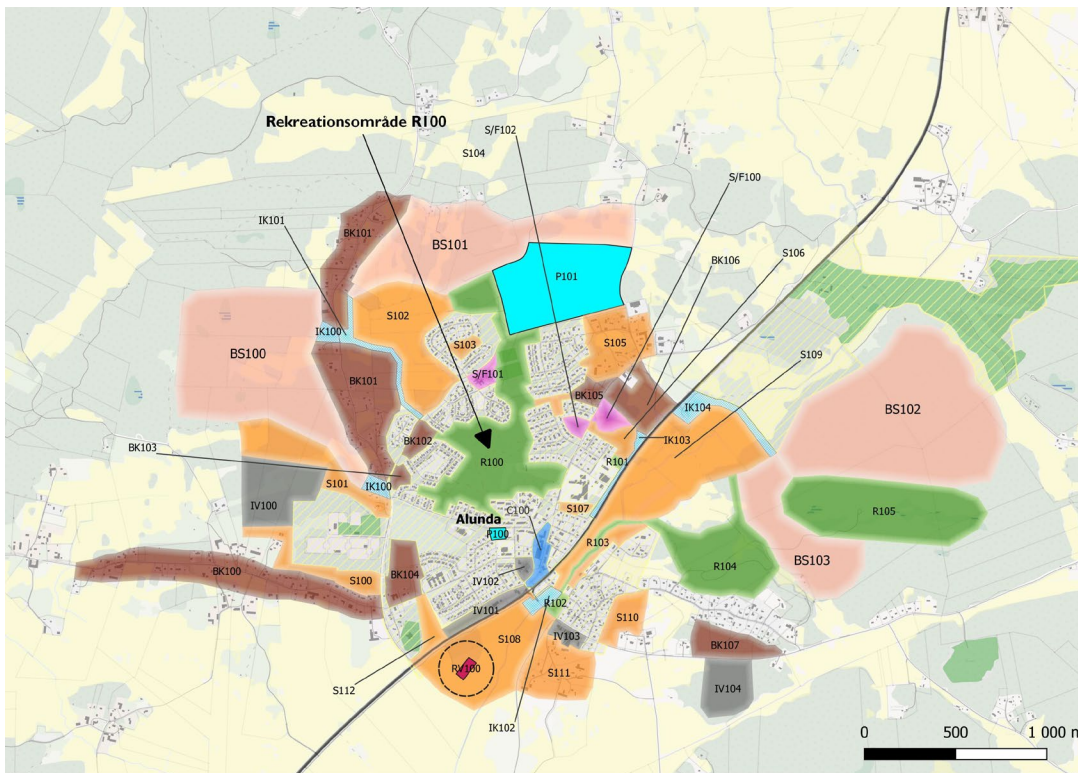 Rekreationsområde R100
S/F102
S104
S/F100
IK101
BK101
BS101
S106
BK106
P101
S102
IK100
S103
S105
S109
BS100
S/F101
BK101
BK105
IK104
BS102
BK102
IK103
BK103
R100
R101
S101
IK100
IV100
S107
C100
R105
Alunda
P100
R103
BK100
S100
BK104
IV102
R104
BS103
IV101
R102
S110
S108
IV103
BK107
RV100
S111
S112
IV104
IK102
0
500
1 000 m